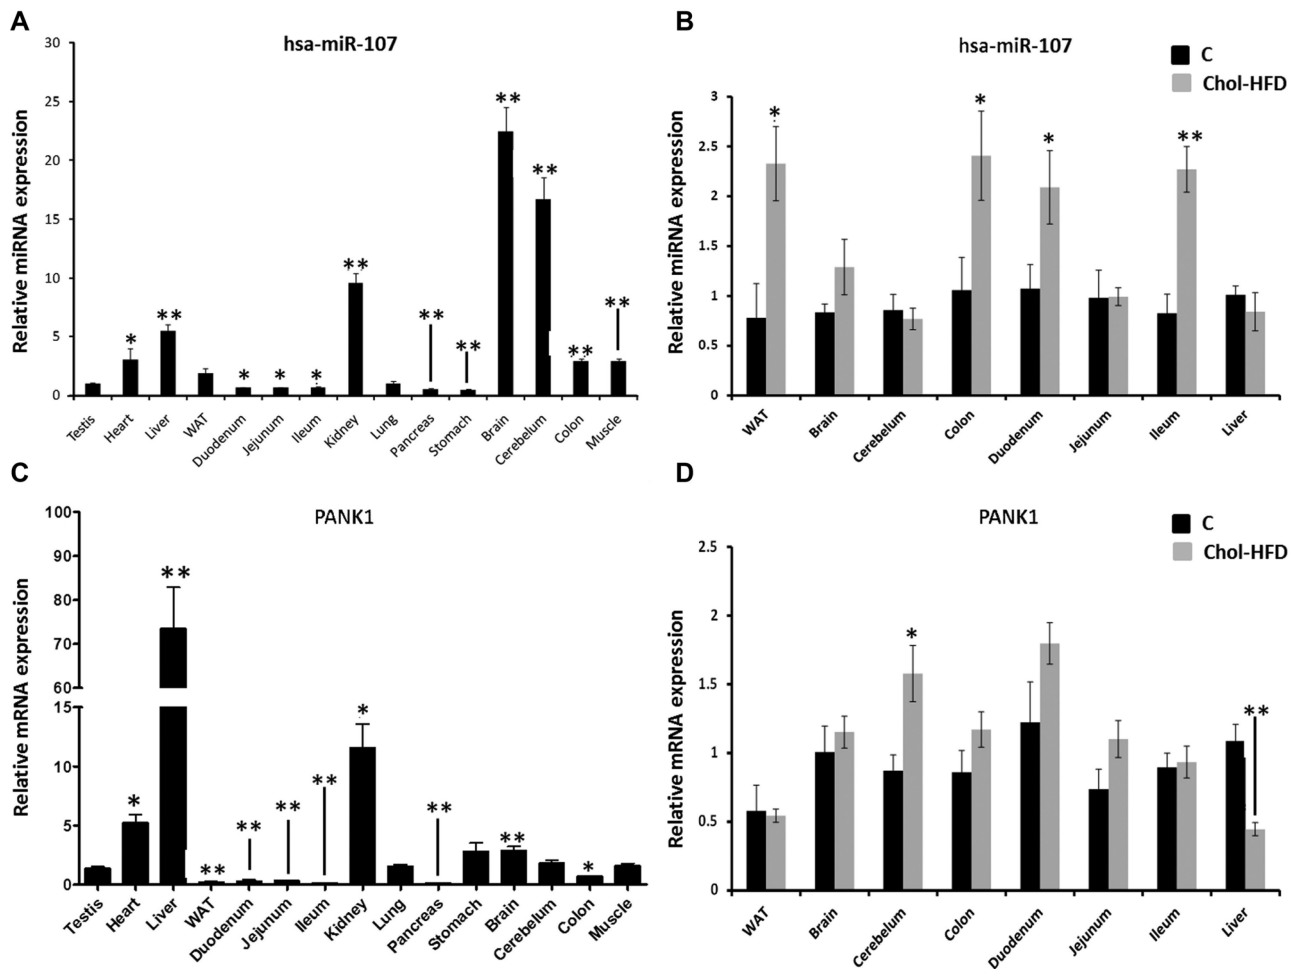 A
hsa-miR-107
Relative miRNA expression
30
25
20
15
10
5
0
* ** * * * ** ** ** ** ** ** **
Testis Heart Liver WAT Duodenum Jejunum Ileum Kidney Lung Pancreas Stomach Brain Cerebelum Colon Muscle
B
hsa-miR-107
C
Chol-HFD
Relative miRNA expression
3
2.5
2
1.5
1
0.5
0
* * * **
WAT Brain Cerebelum Colon Duodenum Jejunum Ileum Liver
C
PANK1
Relative mRNA expression
100
90
80
70
60
15
10
5
0
* ** ** ** ** ** * ** ** *
Testis Heart Liver WAT Duodenum Jejunum Ileum Kidney Lung Pancreas Stomach Brain Cerebelum Colon Muscle
D
PANK1
C
Chol-HFD
Relative mRNA expression
2.5
2
1.5
1
0.5
0
* **
WAT Brain Cerebelum Colon Duodenum Jejunum Ileum Liver